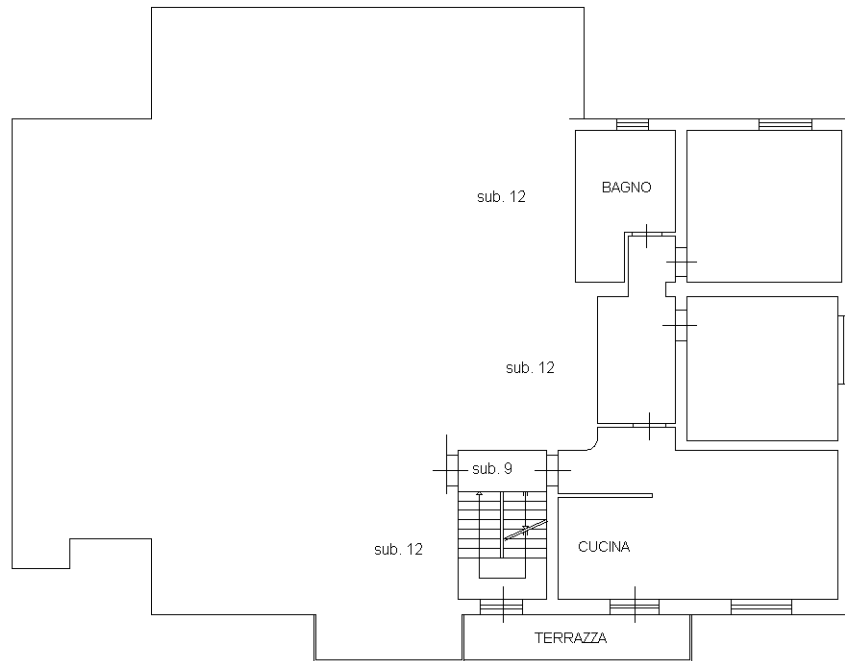 BAGNO
sub. 12
sub. 12
sub. 9
sub. 12
CUCINA
TERRAZZA